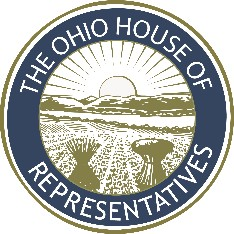 THE OHIO HOUSE OF
REPRESENTATIVES